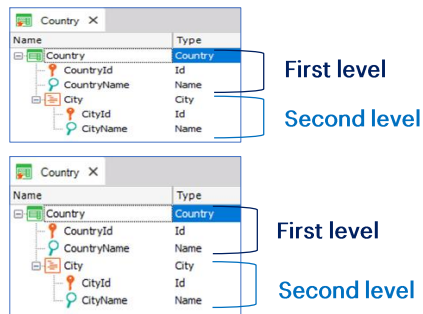 Country
Name Type
Country Country
CountryId Id
CountryName Name
City City
CityId Id
CityName Name
First level
Second level
Country
Name Type
Country Country
CountryId Id
CountryName Name
City City
CityId Id
CityName Name
First level
Second level